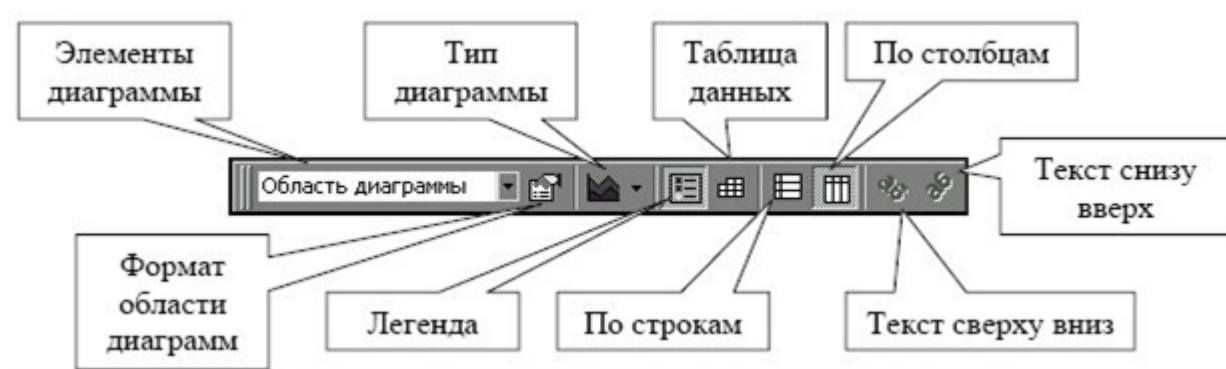 Элементы
диаграммы
Тип
диаграммы
Таблица
данных
По столбцам
Текст снизу
вверх
Область диаграммы
Формат
области
диаграмм
Легенда
По строкам
Текст сверху вниз